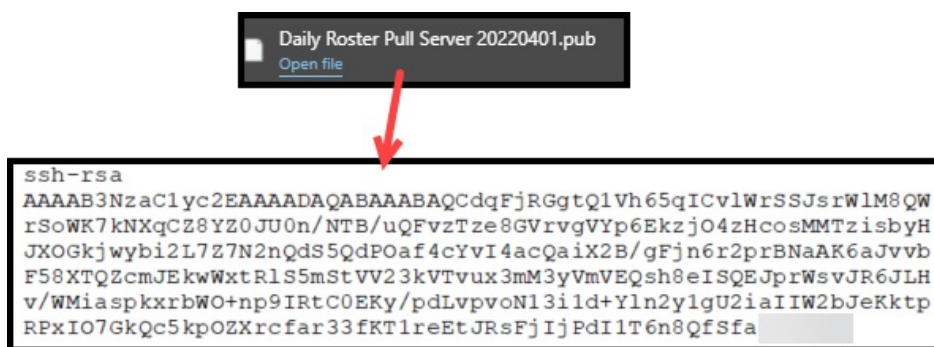 Daily Roster Pull Server 20220401.pub
Open file
ssh-rsa
AAAAB3NzaC1yc2EAAAADAQABAAABAQCdqFjRGgtQ1Vh65qICvlWrSSJsrWlM8QW
rSoWK7kNXqCZ8YZ0JU0n/NTB/uQFvzTze8GVrvgVYp6EkzjO4zHcosMMTzisbyH
JXOGkjwybi2L7Z7N2nQdS5QdPOaf4cYvI4acQaiX2B/gFjn6r2prBNaAK6aJvvb
F58XTQZcmJEkwWxtRlS5mStVV23kVTvux3mM3yVmVEQsh8eISQEJprWsvJR6JLH
v/WMiaspkxrbWO+np9IRtC0EKy/pdLvpvoN13i1d+Yln2y1gU2iaIIW2bJeKktp
RPxIO7GkQc5kpOZXrcfar33fKT1reEtJRsFjIjPdI1T6n8QfSfa